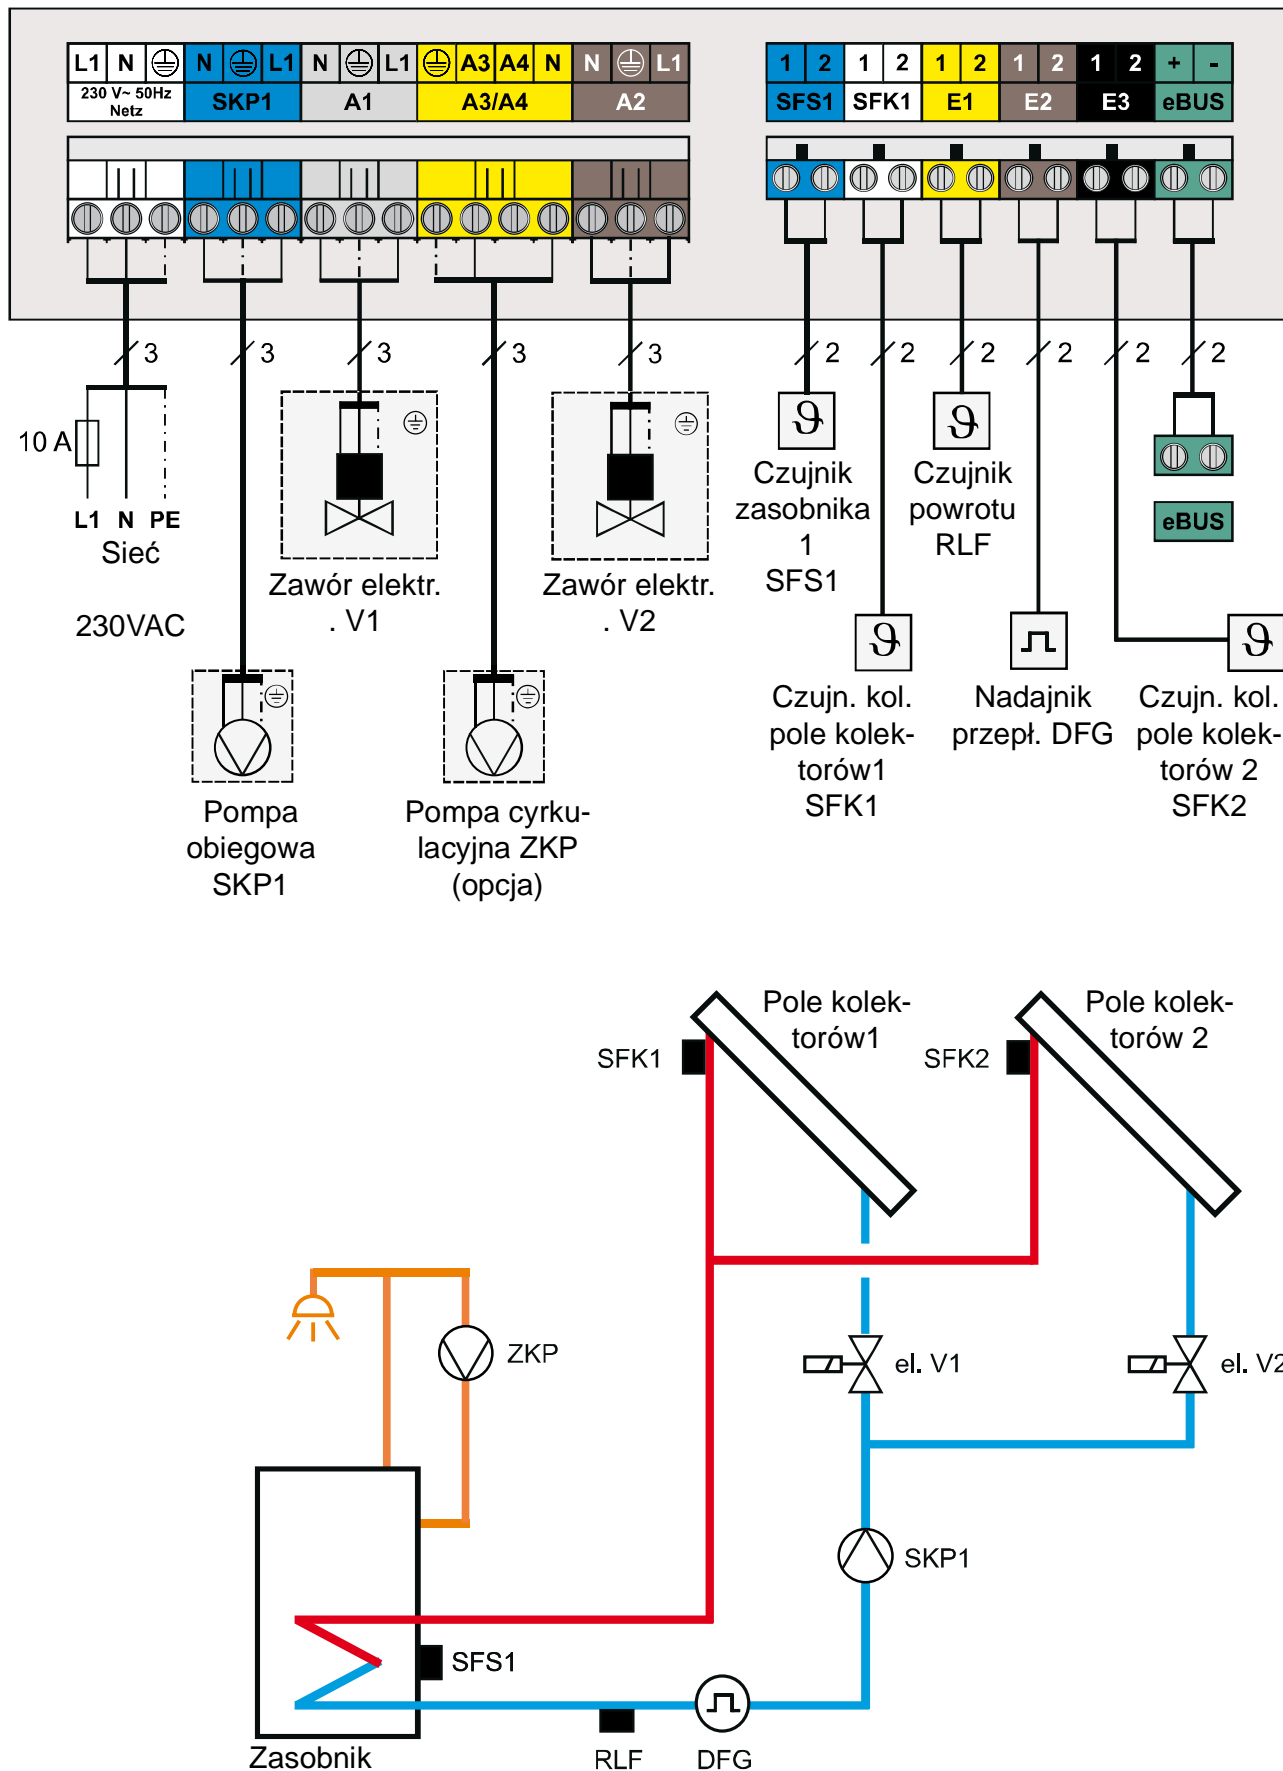 L1 N N L1 N L1 A3 A4 N N L1 1 2 1 2 1 2 1 2 1 2 + -
230 V~ 50Hz
Netz
SKP1 A1 A3/A4 A2 SFS1 SFK1 E1 E2 E3 eBUS
3 3 3 3 3 2 2 2 2 2 2
10 A
L1 N PE
Sieć
230VAC
Zawór elektr.
. V1
Zawór elektr.
. V2
Czujnik
zasobnika
1
SFS1
Czujnik
powrotu
RLF
eBUS
Pompa
obiegowa
SKP1
Pompa cyrku-
lacyjna ZKP
(opcja)
Czujn. kol.
pole kolek-
torów1
SFK1
Nadajnik
przepł. DFG
Czujn. kol.
pole kolek-
torów 2
SFK2
Pole kolek-
torów1
Pole kolek-
torów 2
SFK1
SFK2
ZKP
el. V1
el. V2
SKP1
SFS1
Zasobnik
RLF
DFG